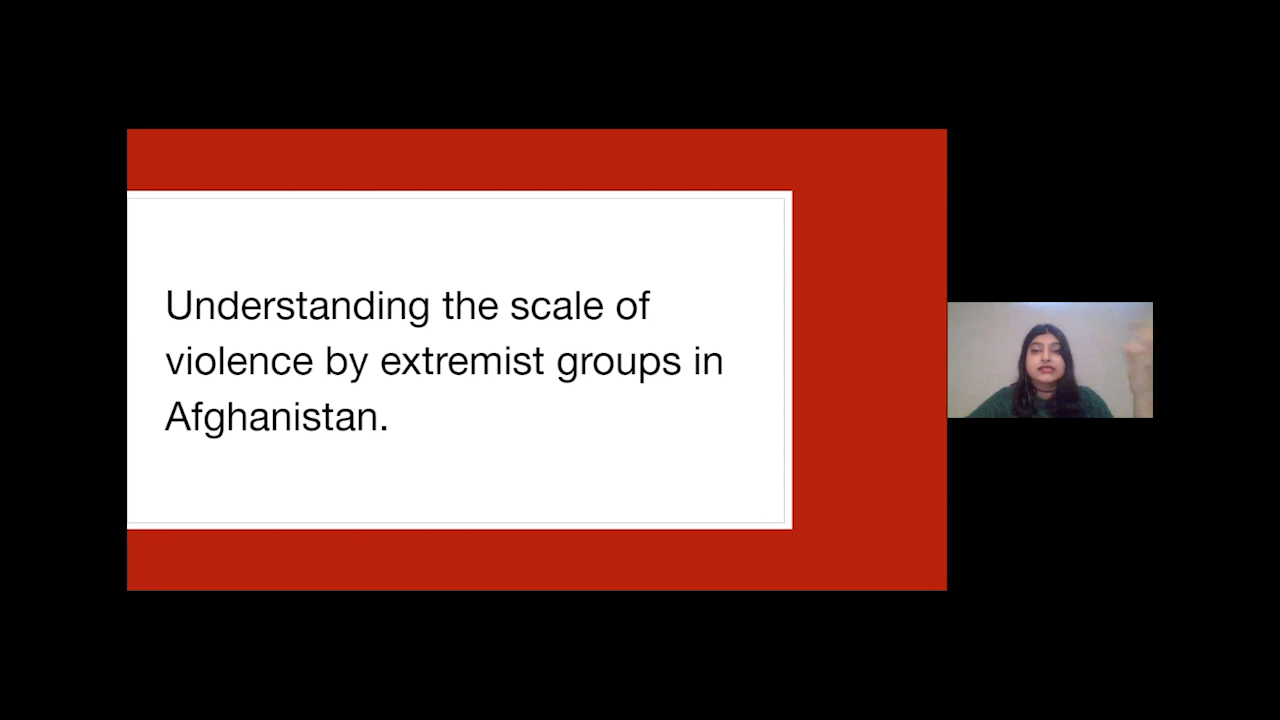 Understanding the scale of
violence by extremist groups in
Afghanistan.